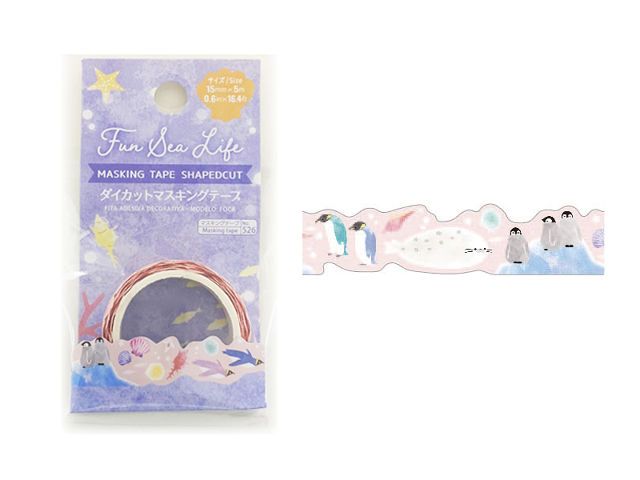 サイズ/Size
15mm × 5m
0.6in × 16.4ft
Fun Sea Life
MASKING TAPE SHAPEDCUT
ダイカットマスキングテープ
FITA ADESIVA DECORATIVA - MODELO FOCA
マスキングテープ No.
Masking tape 526